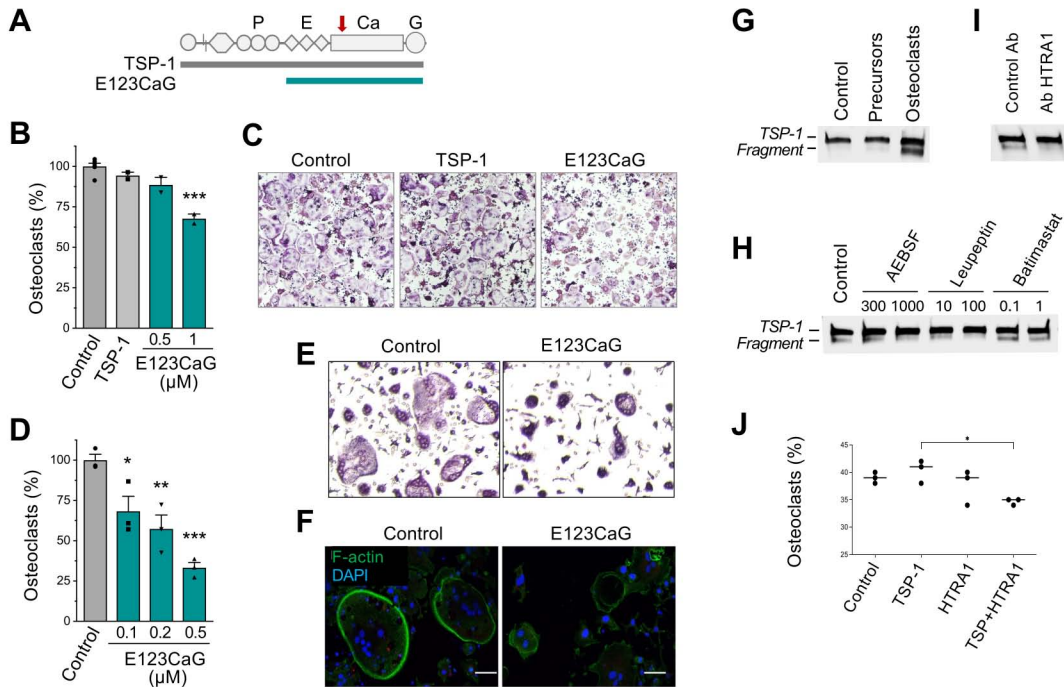 A
P E Ca G
TSP-1
E123CaG
B
Osteoclasts (%)
100
75
50
25
0
***
Control
TSP-1
0.5 1
E123CaG
(µM)
C
Control TSP-1 E123CaG
D
Osteoclasts (%)
100
75
50
25
0
* ** ***
Control
0.1 0.2 0.5
E123CaG
(µM)
E
Control E123CaG
F
Control E123CaG
F-actin
DAPI
G
Control Precursors Osteoclasts
TSP-1
Fragment
H
Control AEBSF Leupeptin Batimastat
300 1000 10 100 0.1 1
TSP-1
Fragment
I
Control Ab Ab HTRA1
J
Osteoclasts (%)
45
40
35
30
25
*
Control TSP-1 HTRA1 TSP+HTRA1